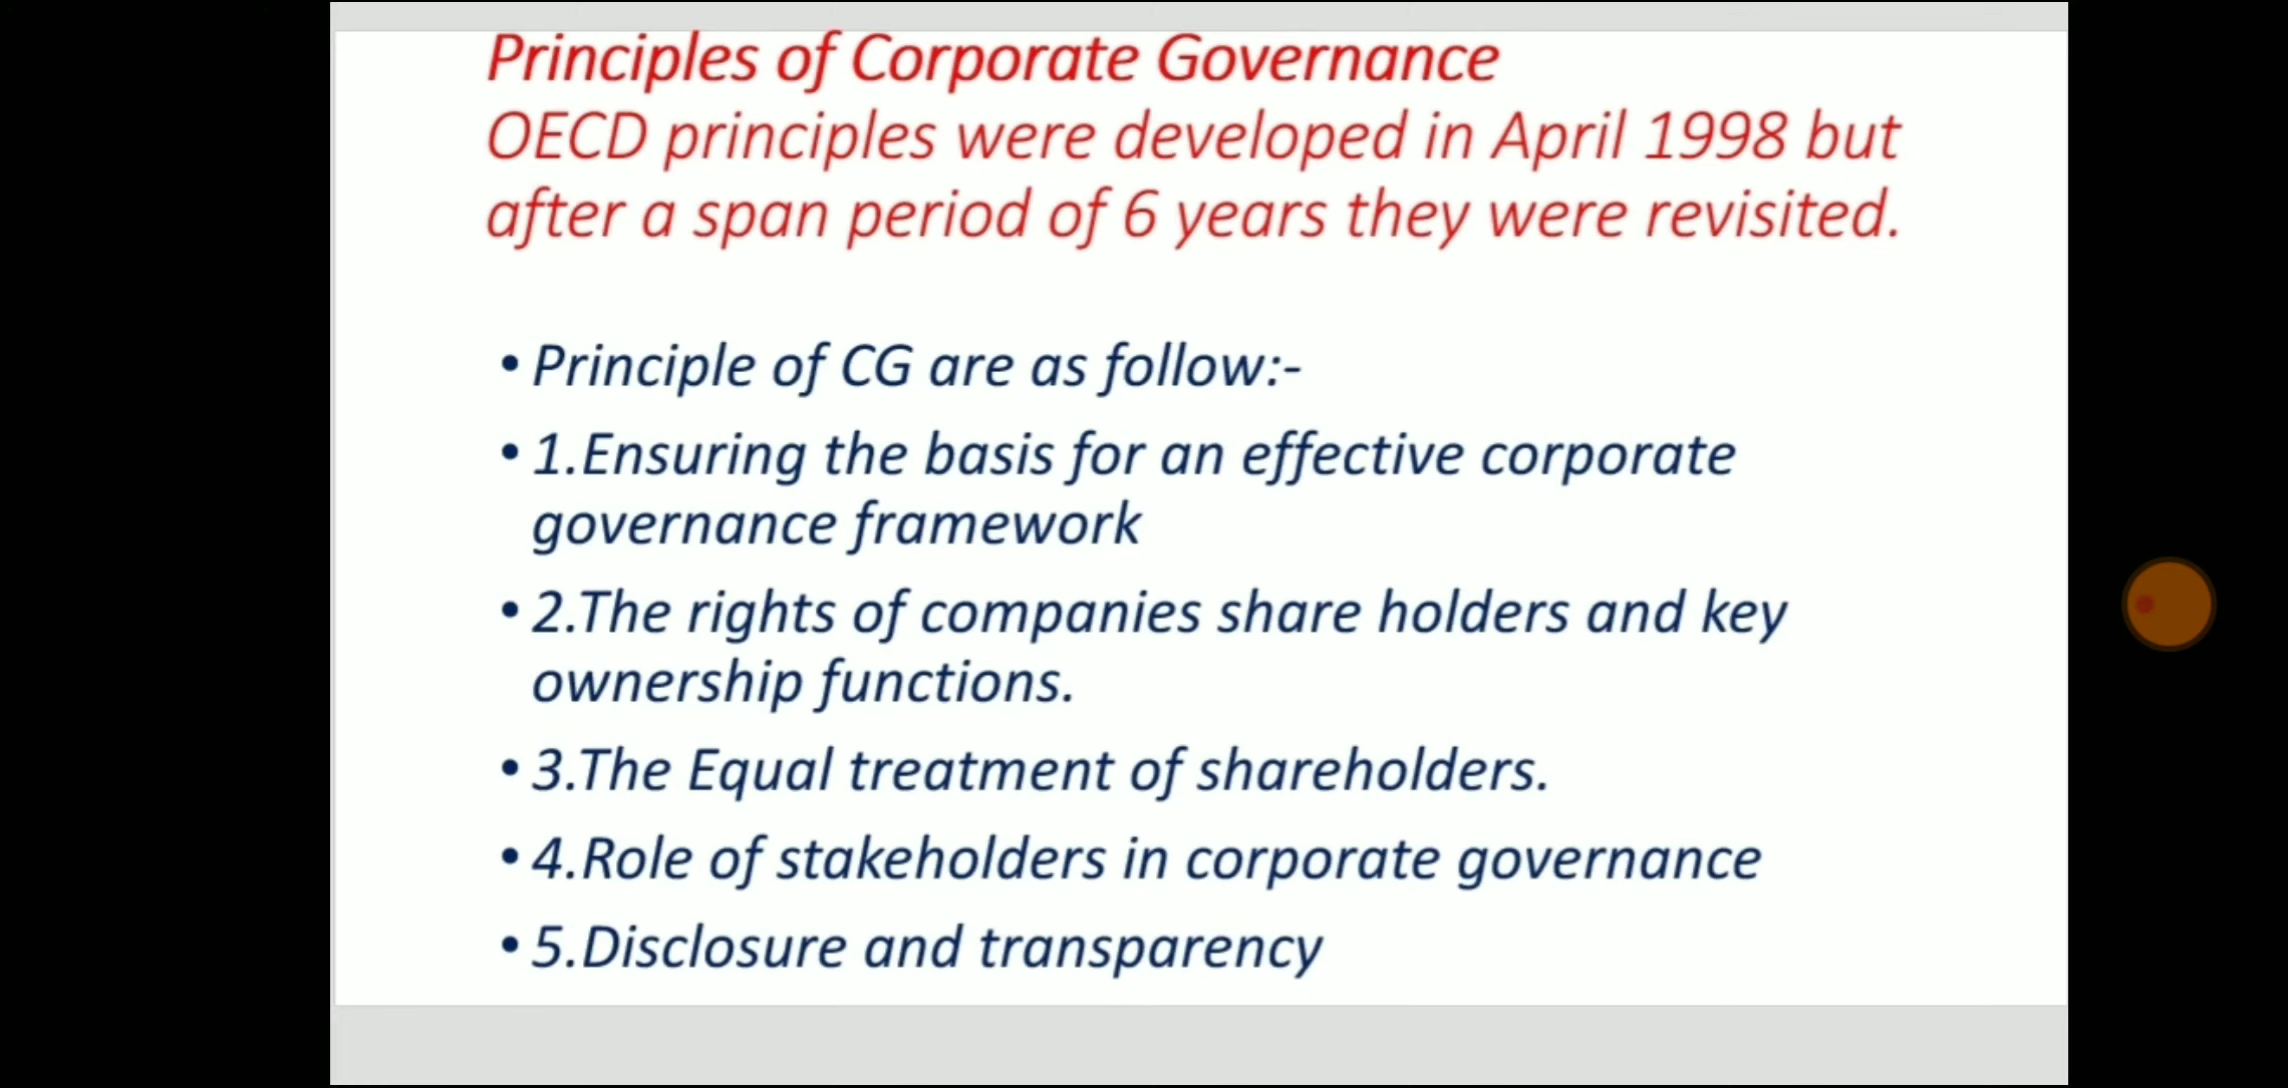 Principles of Corporate Governance
OECD principles were developed in April 1998 but
after a span period of 6 years they were revisited.
• Principle of CG are as follow:-
• 1.Ensuring the basis for an effective corporate
governance framework
• 2.The rights of companies share holders and key
ownership functions.
• 3.The Equal treatment of shareholders.
• 4.Role of stakeholders in corporate governance
• 5.Disclosure and transparency